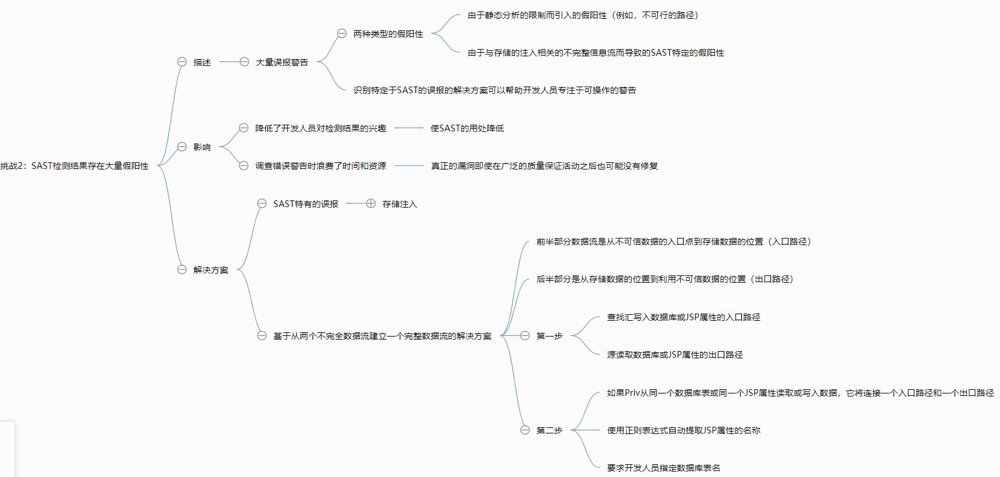 由于静态分析的限制而引入的假阳性（例如，不可行的路径）
两种类型的假阳性
由于与存储的注入相关的不完整信息流而导致的SAST特定的假阳性
描述
大量误报警告
识别特定于SAST的误报的解决方案可以帮助开发人员专注于可操作的警告
降低了开发人员对检测结果的兴趣
使SAST的用处降低
影响
挑战2：SAST检测结果存在大量假阳性
调查错误警告时浪费了时间和资源
真正的漏洞即使在广泛的质量保证活动之后也可能没有修复
SAST特有的误报
存储注入
前半部分数据流是从不可信数据的入口点到存储数据的位置（入口路径）
解决方案
后半部分是从存储数据的位置到利用不可信数据的位置（出口路径）
查找汇写入数据库或JSP属性的入口路径
基于从两个不完全数据流建立一个完整数据流的解决方案
第一步
源读取数据库或JSP属性的出口路径
如果Priv从同一个数据库表或同一个JSP属性读取或写入数据，它将连接一个入口路径和一个出口路径
第二步
使用正则表达式自动提取JSP属性的名称
要求开发人员指定数据库表名